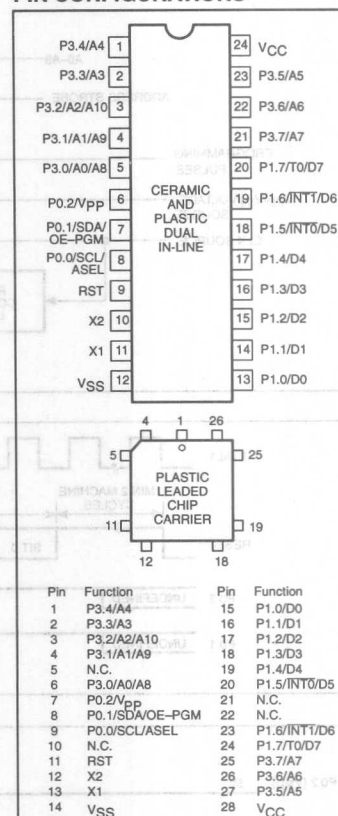 P3.4/A4 1 24 VCC
P3.3/A3 2 23 P3.5/A5
P3.2/A2/A10 3 22 P3.6/A6
P3.1/A1/A9 4 21 P3.7/A7
P3.0/A0/A8 5 20 P1.7/T0/D7
P0.2/VPP 6 19 P1.6/INT1/D6
P0.1/SDA/
OE–PGM 7 18 P1.5/INT0/D5
P0.0/SCL/
ASEL 8 17 P1.4/D4
RST 9 16 P1.3/D3
X2 10 15 P1.2/D2
X1 11 14 P1.1/D1
VSS 12 13 P1.0/D0
CERAMIC
AND
PLASTIC
DUAL
IN-LINE
4 1 26
5 25
PLASTIC
LEADED
CHIP
CARRIER
11 19
12 18
Pin Function Pin Function
1 P3.4/A4 15 P1.0/D0
2 P3.3/A3 16 P1.1/D1
3 P3.2/A2/A10 17 P1.2/D2
4 P3.1/A1/A9 18 P1.3/D3
5 N.C. 19 P1.4/D4
6 P3.0/A0/A8 20 P1.5/INT0/D5
7 P0.2/VPP 21 N.C.
8 P0.1/SDA/OE–PGM 22 N.C.
9 P0.0/SCL/ASEL 23 P1.6/INT1/D6
10 N.C. 24 P1.7/T0/D7
11 RST 25 P3.7/A7
12 X2 26 P3.6/A6
13 X1 27 P3.5/A5
14 VSS 28 VCC